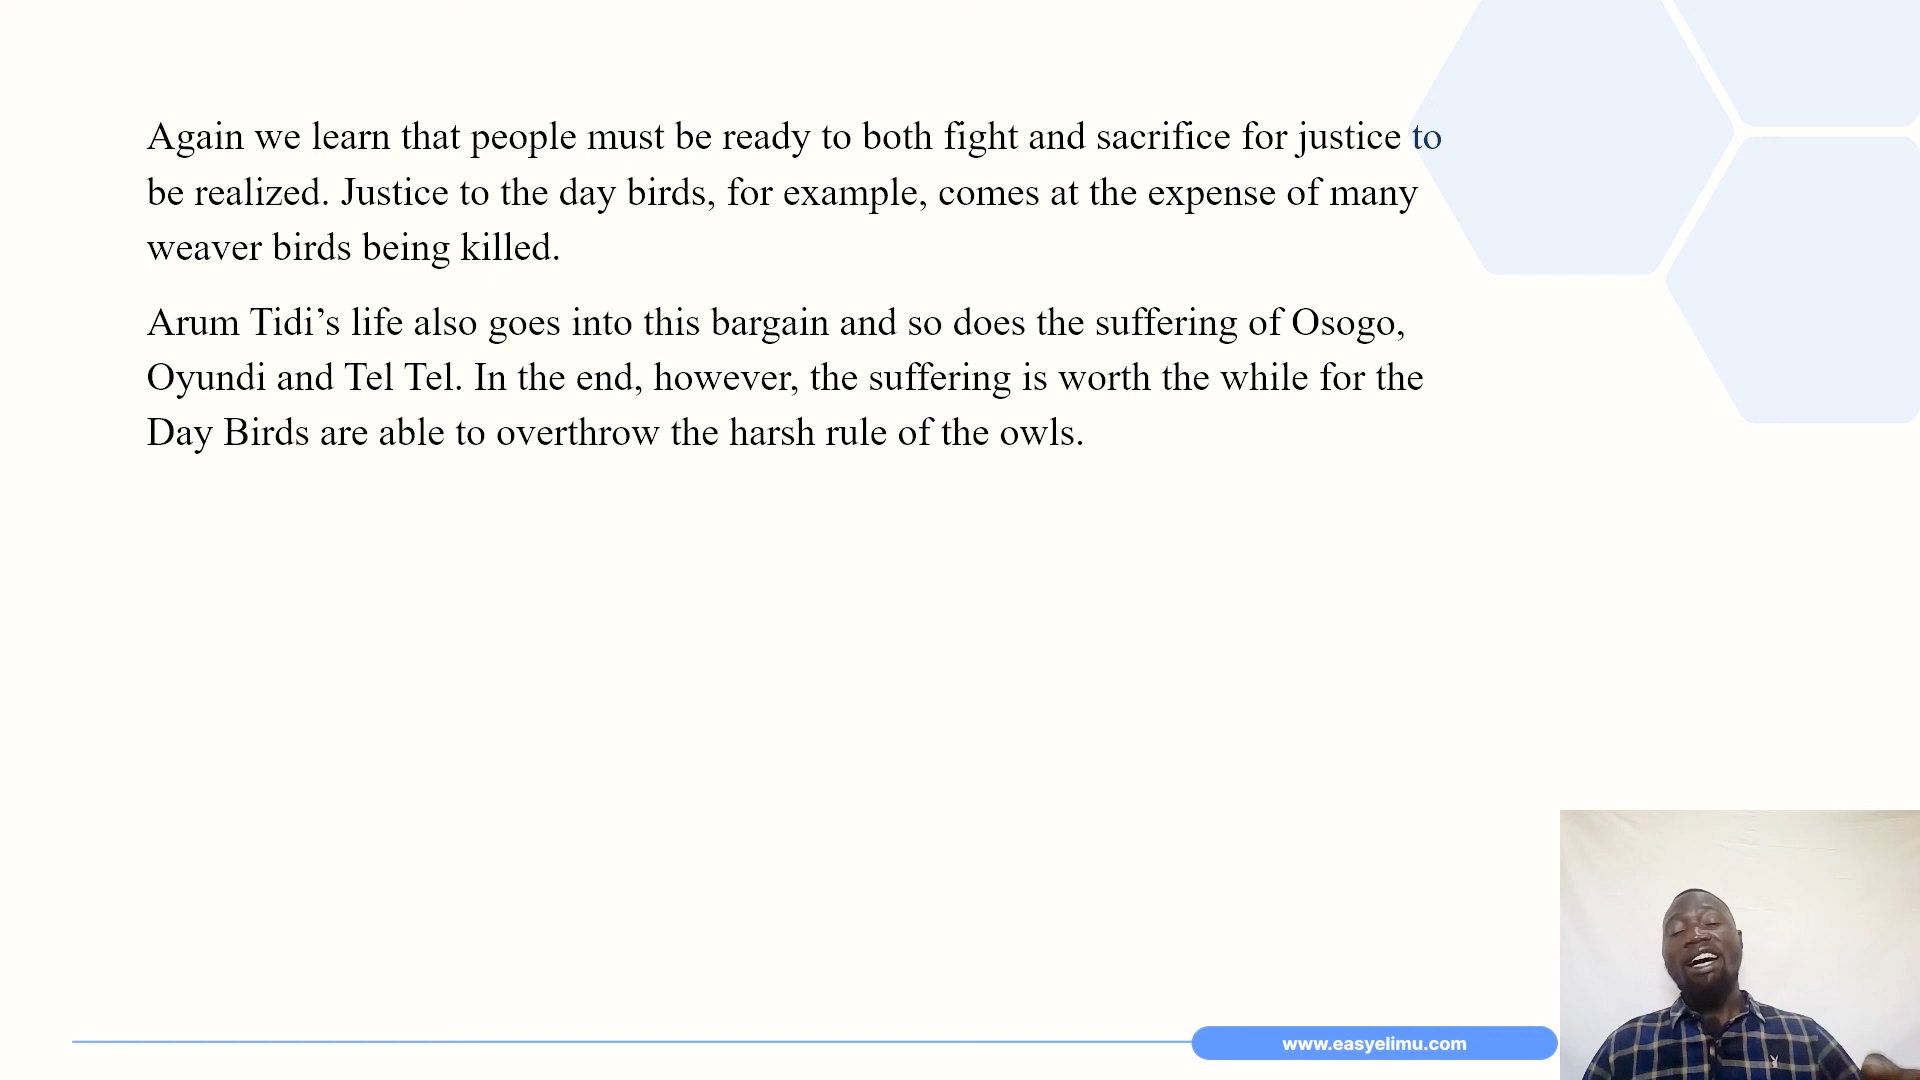 Again we learn that people must be ready to both fight and sacrifice for justice to
be realized. Justice to the day birds, for example, comes at the expense of many
weaver birds being killed.
Arum Tidi’s life also goes into this bargain and so does the suffering of Osogo,
Oyundi and Tel Tel. In the end, however, the suffering is worth the while for the
Day Birds are able to overthrow the harsh rule of the owls.
www.easyelimu.com